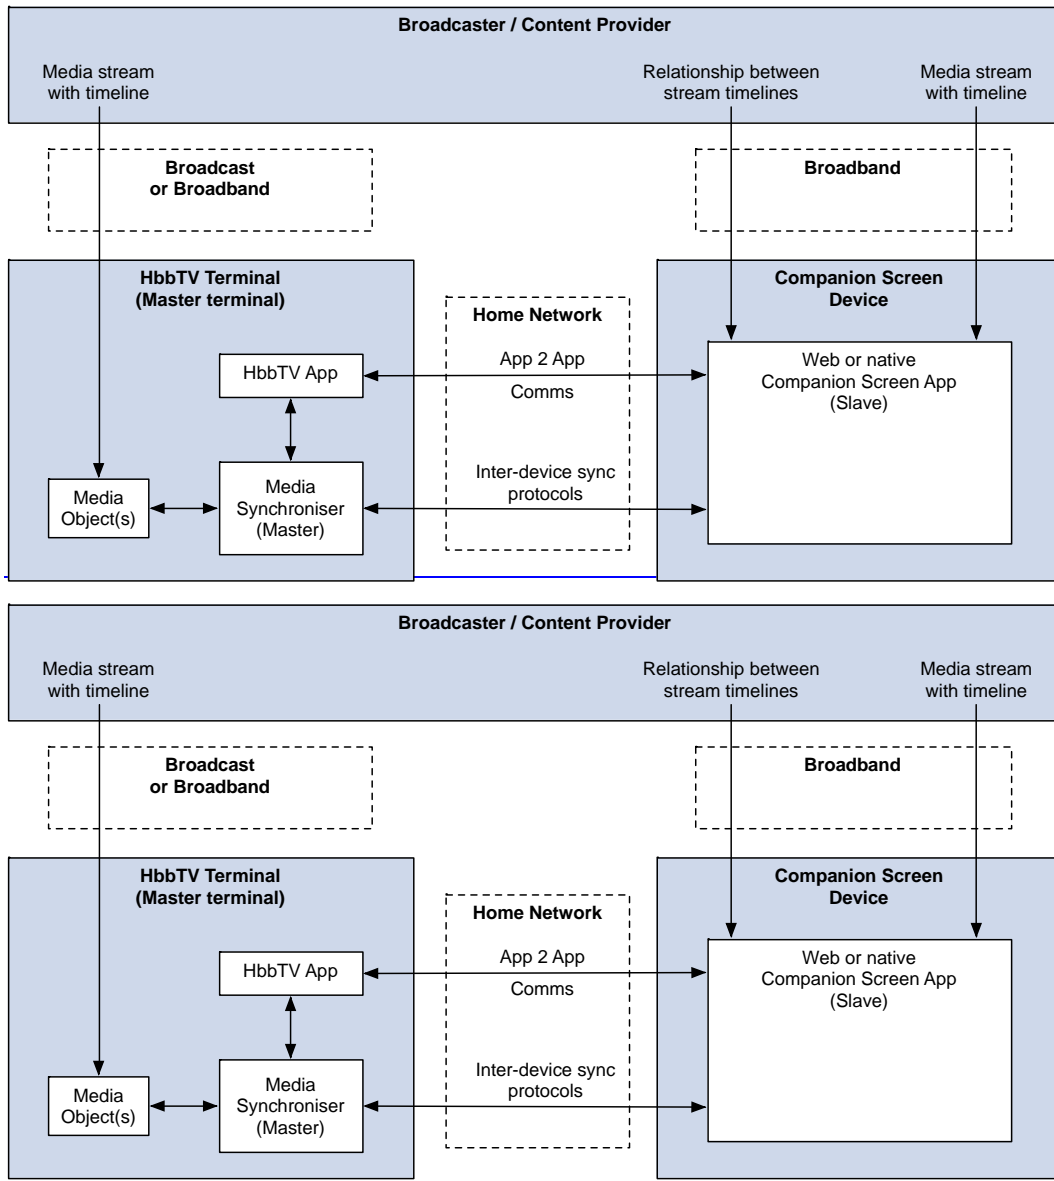 Broadcaster / Content Provider
Media stream
with timeline
Relationship between
stream timelines
Media stream
with timeline
Broadcast
or Broadband
Broadband
HbbTV Terminal
(Master terminal)
Companion Screen
Device
Home Network
HbbTV App
App 2 App
Comms
Web or native
Companion Screen App
(Slave)
Media
Object(s)
Media
Synchroniser
(Master)
Inter-device sync
protocols
Broadcaster / Content Provider
Media stream
with timeline
Relationship between
stream timelines
Media stream
with timeline
Broadcast
or Broadband
Broadband
HbbTV Terminal
(Master terminal)
Companion Screen
Device
Home Network
HbbTV App
App 2 App
Comms
Web or native
Companion Screen App
(Slave)
Media
Object(s)
Media
Synchroniser
(Master)
Inter-device sync
protocols